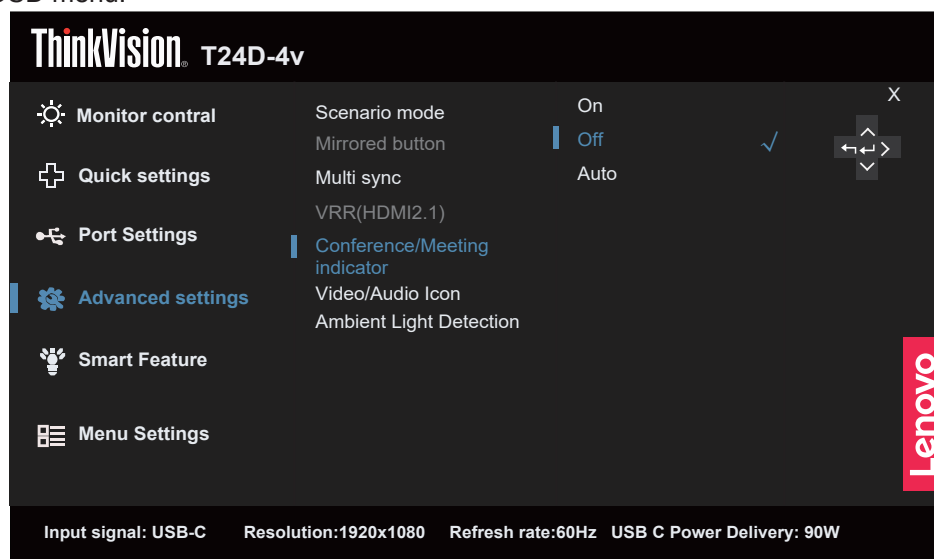 OSD menu.
ThinkVision® T24D-4v
X
Monitor contral
Quick settings
Port Settings
Advanced settings
Smart Feature
Menu Settings
Scenario mode
Mirrored button
Multi sync
VRR(HDMI2.1)
Conference/Meeting
indicator
Video/Audio Icon
Ambient Light Detection
On
Off √
Auto
Lenovo
Input signal: USB-C Resolution:1920x1080 Refresh rate:60Hz USB C Power Delivery: 90W